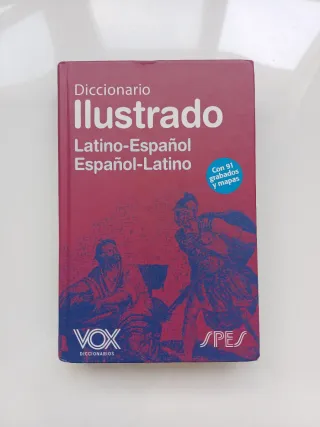 Diccionario
Ilustrado
Latino-Español
Español-Latino
Con 91
grabados
y mapas
VOX
DICCIONARIOS
SPES